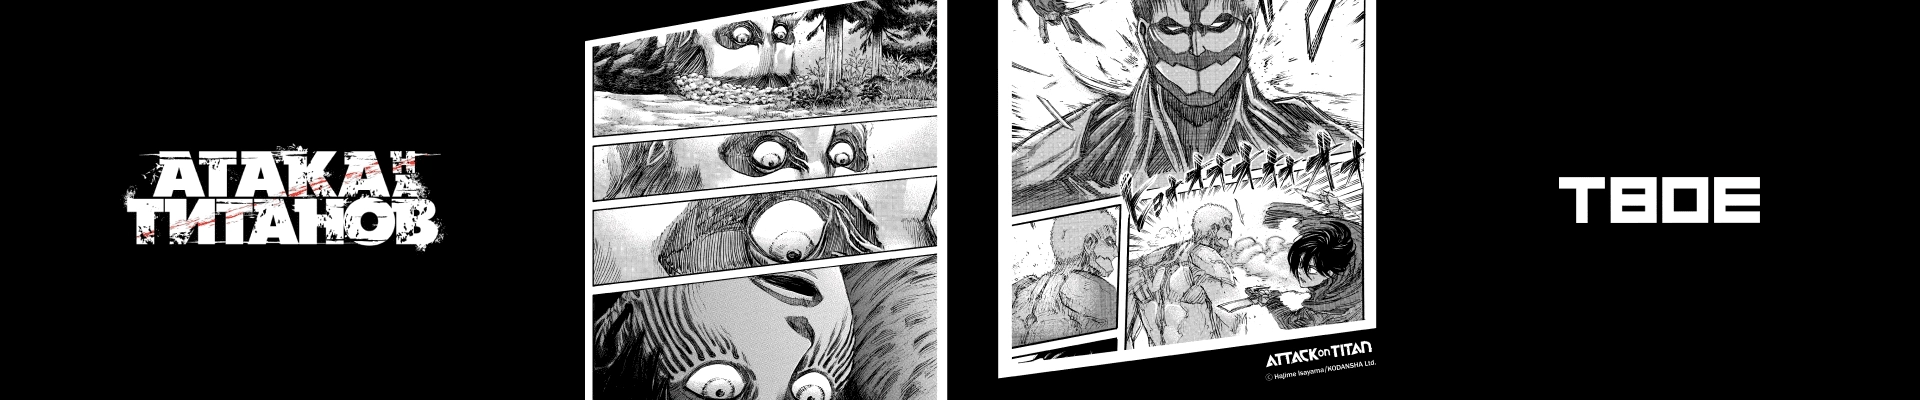 АТАКА
ТИТАНОВ
ATTACK on TITAN
© Hajime Isayama/KODANSHA Ltd.
ТВОЕ